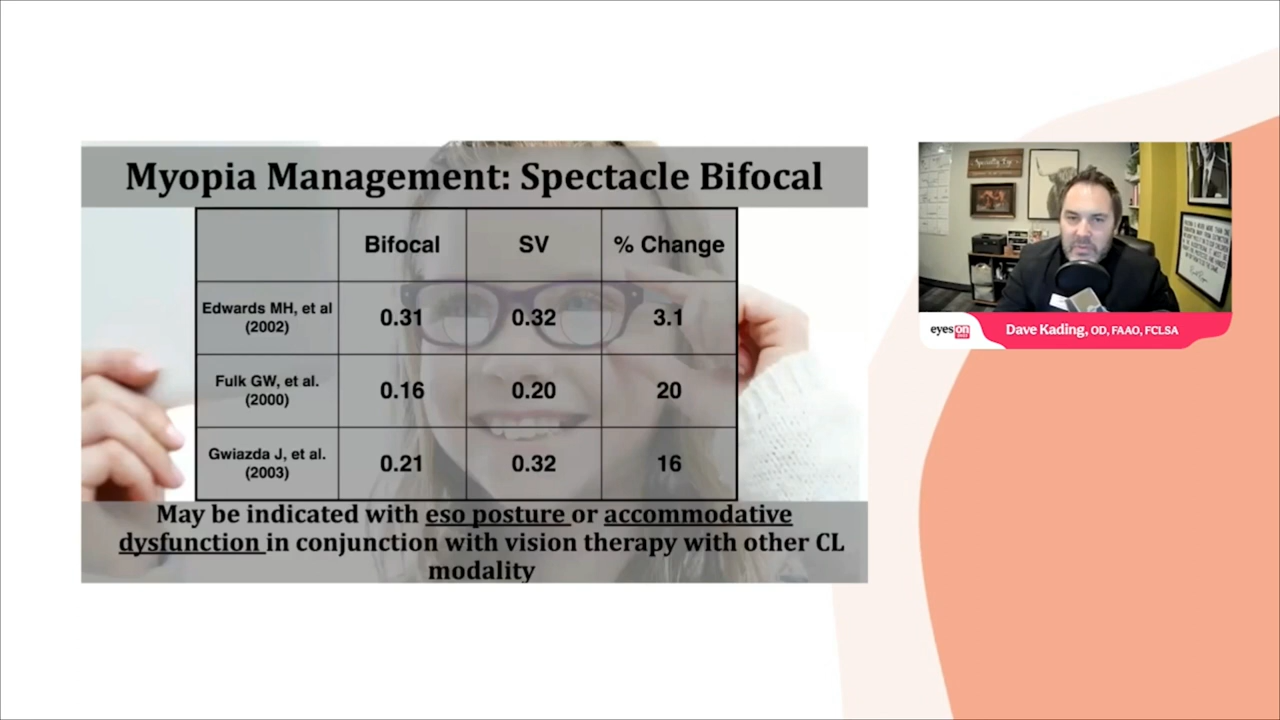 Myopia Management: Spectacle Bifocal
Bifocal SV % Change
Edwards MH, et al
(2002)
0.31 0.32 3.1
Fulk GW, et al.
(2000)
0.16 0.20 20
Gwiazda J, et al.
(2003)
0.21 0.32 16
May be indicated with eso posture or accommodative
dysfunction in conjunction with vision therapy with other CL
modality
eyes on
Dave Kading, OD, FAAO, FCLSA